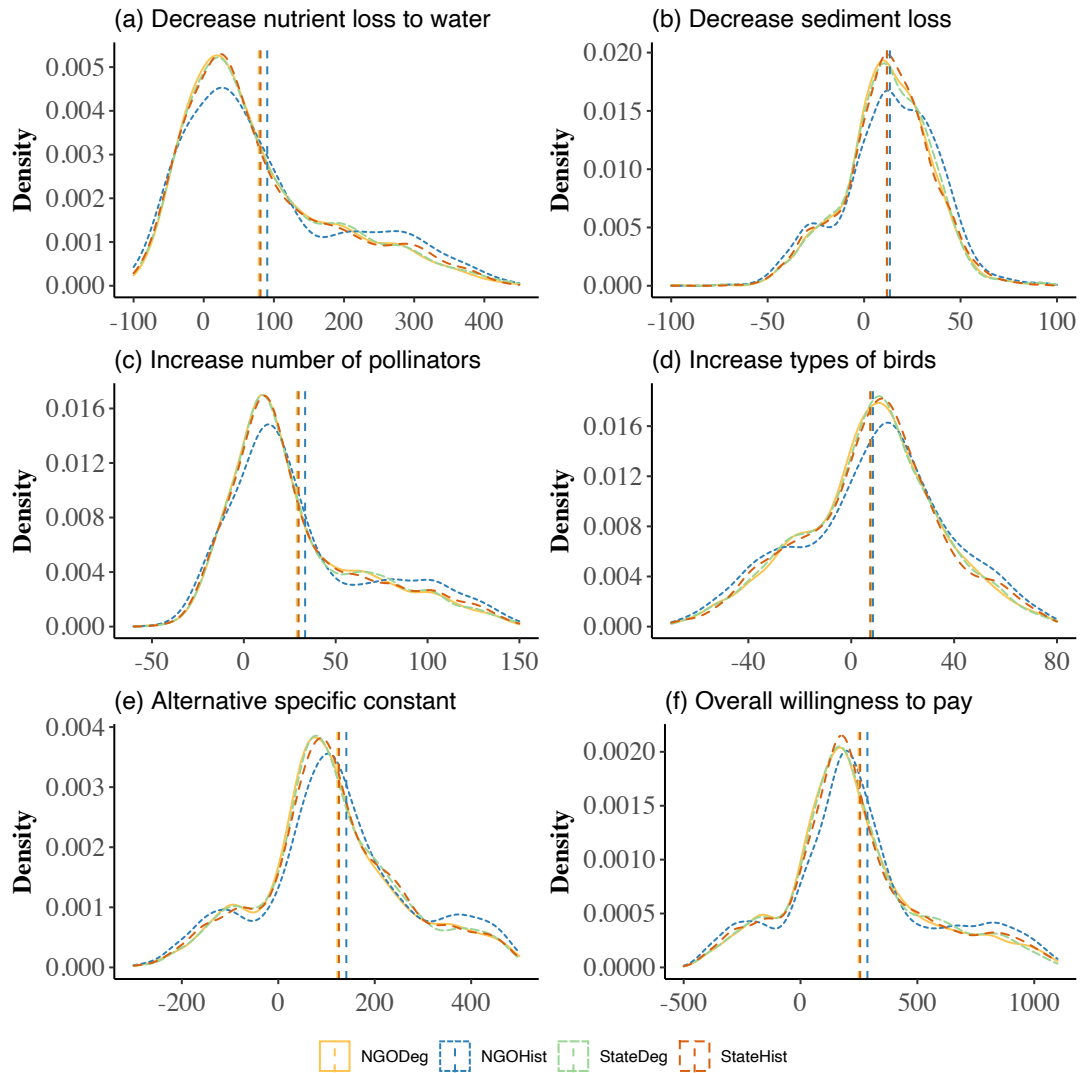 (a) Decrease nutrient loss to water
Density
0.005
0.004
0.003
0.002
0.001
0.000
-100 0 100 200 300 400
(b) Decrease sediment loss
Density
0.020
0.015
0.010
0.005
0.000
-100 -50 0 50 100
(c) Increase number of pollinators
Density
0.016
0.012
0.008
0.004
0.000
-50 0 50 100 150
(d) Increase types of birds
Density
0.016
0.012
0.008
0.004
0.000
-40 0 40 80
(e) Alternative specific constant
Density
0.004
0.003
0.002
0.001
0.000
-200 0 200 400
(f) Overall willingness to pay
Density
0.0020
0.0015
0.0010
0.0005
0.0000
-500 0 500 1000
NGODeg NGOHist StateDeg StateHist